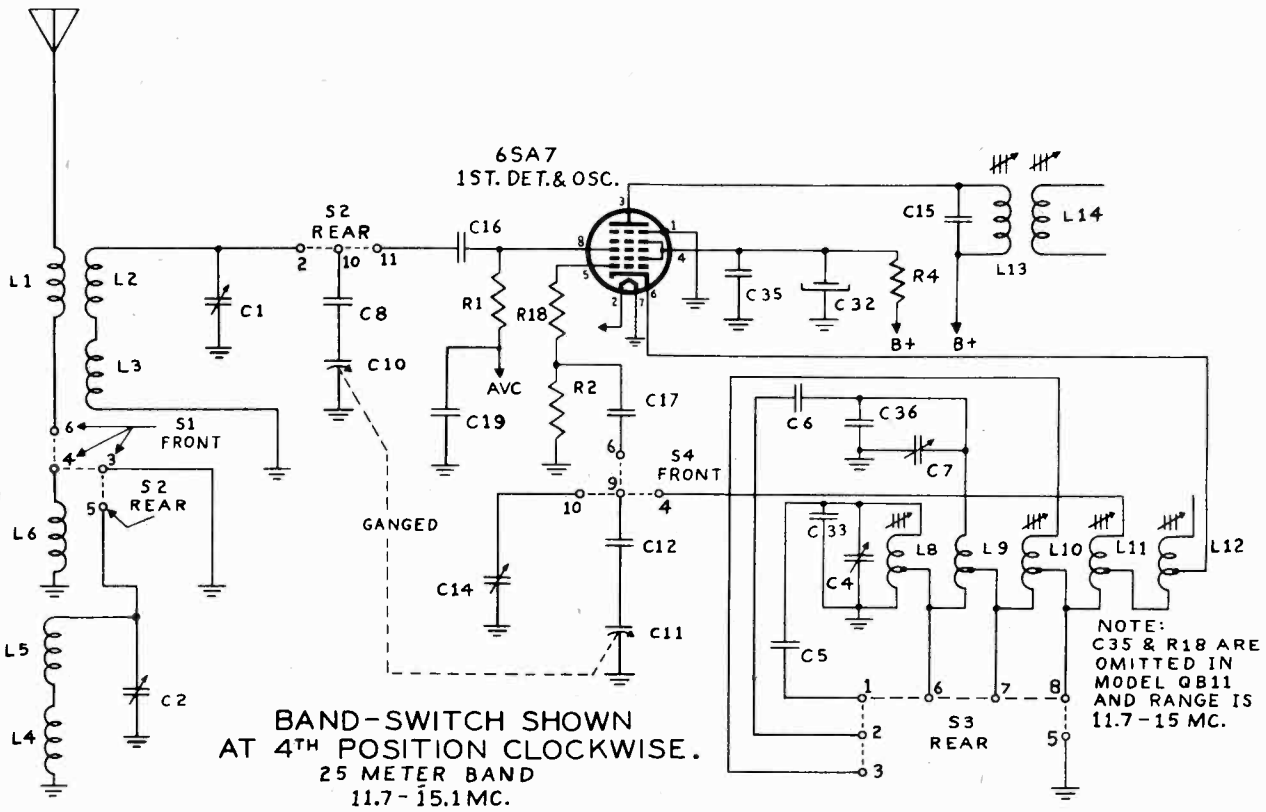 6SA7
1ST. DET.& OSC.
3
S2
REAR
C16
8
1
4
5
2
7
6
C15
L14
L13
2
10
11
L1
L2
C1
C8
R1
R18
C35
C32
R4
B+
B+
L3
C10
AVC
R2
C17
C6
C36
C19
6
S1
FRONT
4
3
6
S4
FRONT
C7
S2
REAR
5
9
10
4
L6
GANGED
C12
C33
L8
L9
L10
L11
L12
C14
C4
C11
C5
NOTE:
C35 & R18 ARE
OMITTED IN
MODEL QB11
AND RANGE IS
11.7-15 MC.
L5
C2
L4
1
6
7
8
S3
REAR
2
5
3
BAND-SWITCH SHOWN
AT 4TH POSITION CLOCKWISE.
25 METER BAND
11.7-15.1MC.